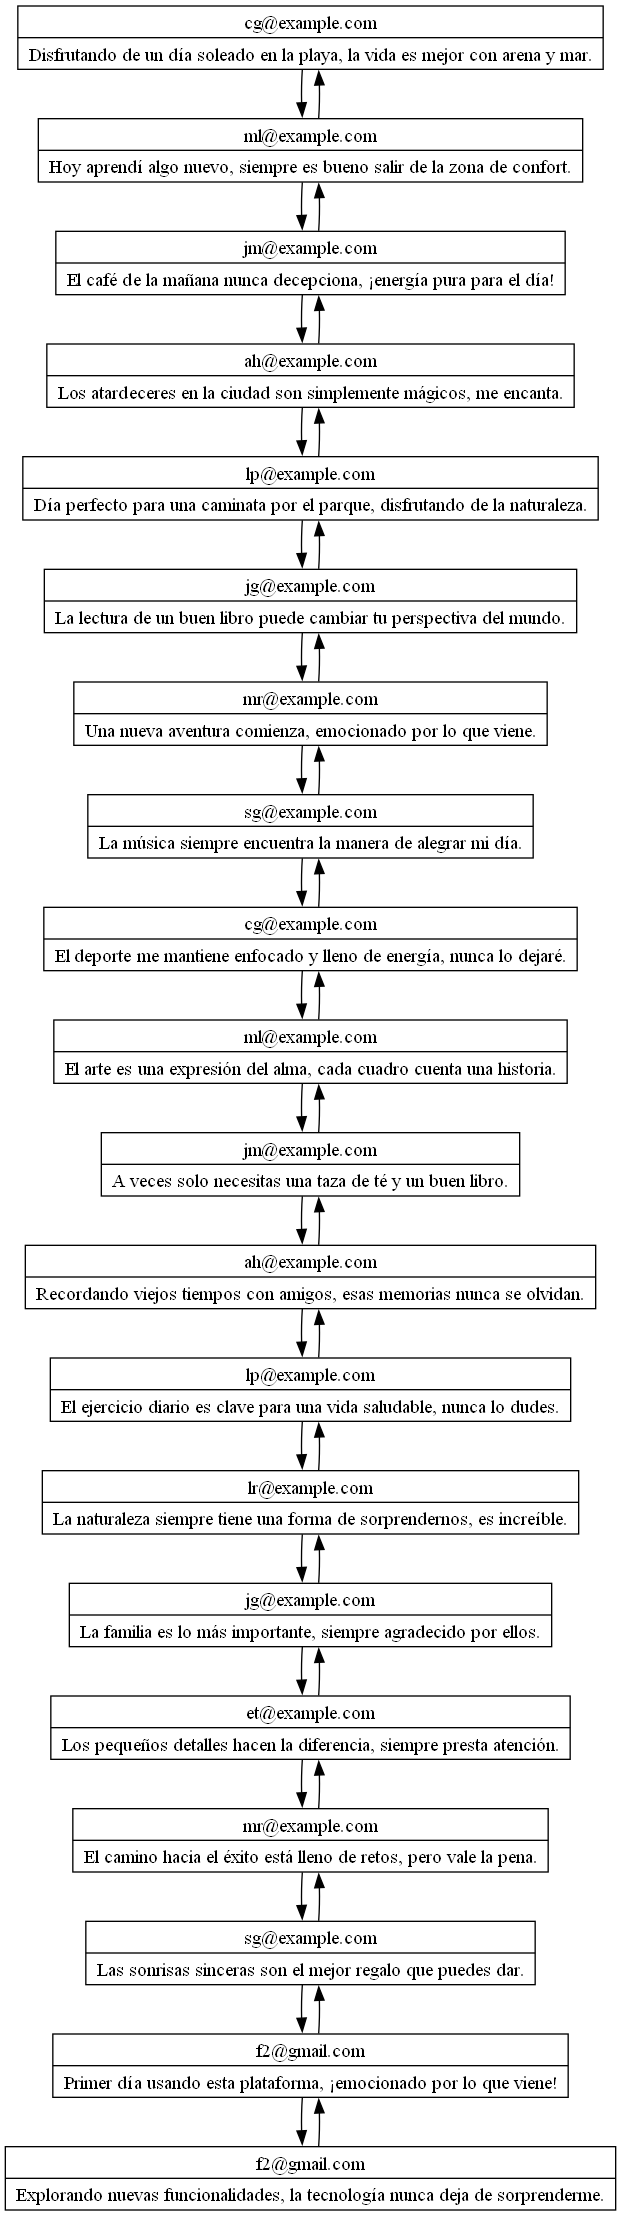 cg@example.com
Disfrutando de un día soleado en la playa, la vida es mejor con arena y mar.
ml@example.com
Hoy aprendí algo nuevo, siempre es bueno salir de la zona de confort.
jm@example.com
El café de la mañana nunca decepciona, ¡energía pura para el día!
ah@example.com
Los atardeceres en la ciudad son simplemente mágicos, me encanta.
lp@example.com
Día perfecto para una caminata por el parque, disfrutando de la naturaleza.
jg@example.com
La lectura de un buen libro puede cambiar tu perspectiva del mundo.
mr@example.com
Una nueva aventura comienza, emocionado por lo que viene.
sg@example.com
La música siempre encuentra la manera de alegrar mi día.
cg@example.com
El deporte me mantiene enfocado y lleno de energía, nunca lo dejaré.
ml@example.com
El arte es una expresión del alma, cada cuadro cuenta una historia.
jm@example.com
A veces solo necesitas una taza de té y un buen libro.
ah@example.com
Recordando viejos tiempos con amigos, esas memorias nunca se olvidan.
lp@example.com
El ejercicio diario es clave para una vida saludable, nunca lo dudes.
lr@example.com
La naturaleza siempre tiene una forma de sorprendernos, es increíble.
jg@example.com
La familia es lo más importante, siempre agradecido por ellos.
et@example.com
Los pequeños detalles hacen la diferencia, siempre presta atención.
mr@example.com
El camino hacia el éxito está lleno de retos, pero vale la pena.
sg@example.com
Las sonrisas sinceras son el mejor regalo que puedes dar.
f2@gmail.com
Primer día usando esta plataforma, ¡emocionado por lo que viene!
f2@gmail.com
Explorando nuevas funcionalidades, la tecnología nunca deja de sorprenderme.